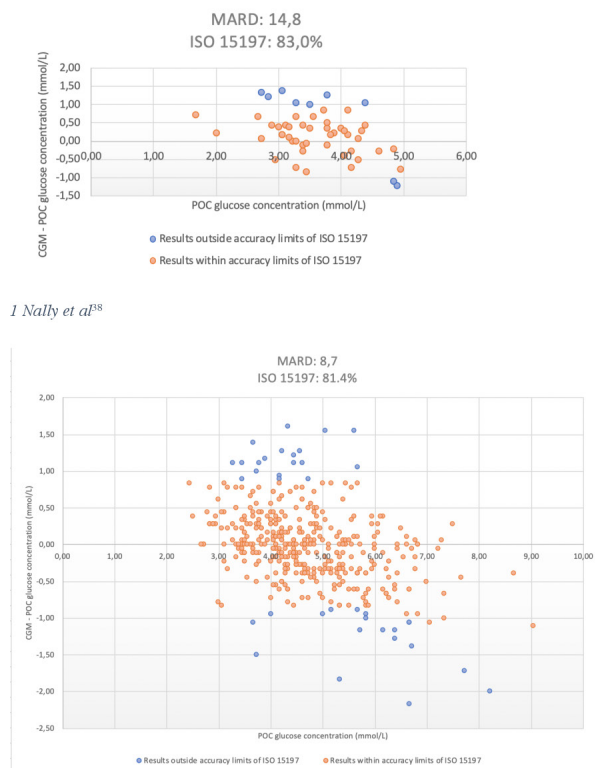 MARD: 14,8
ISO 15197: 83,0%
CGM - POC glucose concentration (mmol/L)
2,00
1,50
1,00
0,50
0,00
-0,50
-1,00
-1,50
0,00 1,00 2,00 3,00 4,00 5,00 6,00
POC glucose concentration (mmol/L)
Results outside accuracy limits of ISO 15197
Results within accuracy limits of ISO 15197
1 Nally et al38
MARD: 8,7
ISO 15197: 81.4%
CGM - POC glucose concentration (mmol/L)
2,00
1,50
1,00
0,50
0,00
-0,50
-1,00
-1,50
-2,00
-2,50
0,00 1,00 2,00 3,00 4,00 5,00 6,00 7,00 8,00 9,00 10,00
POC glucose concentration (mmol/L)
Results outside accuracy limits of ISO 15197 Results within accuracy limits of ISO 15197